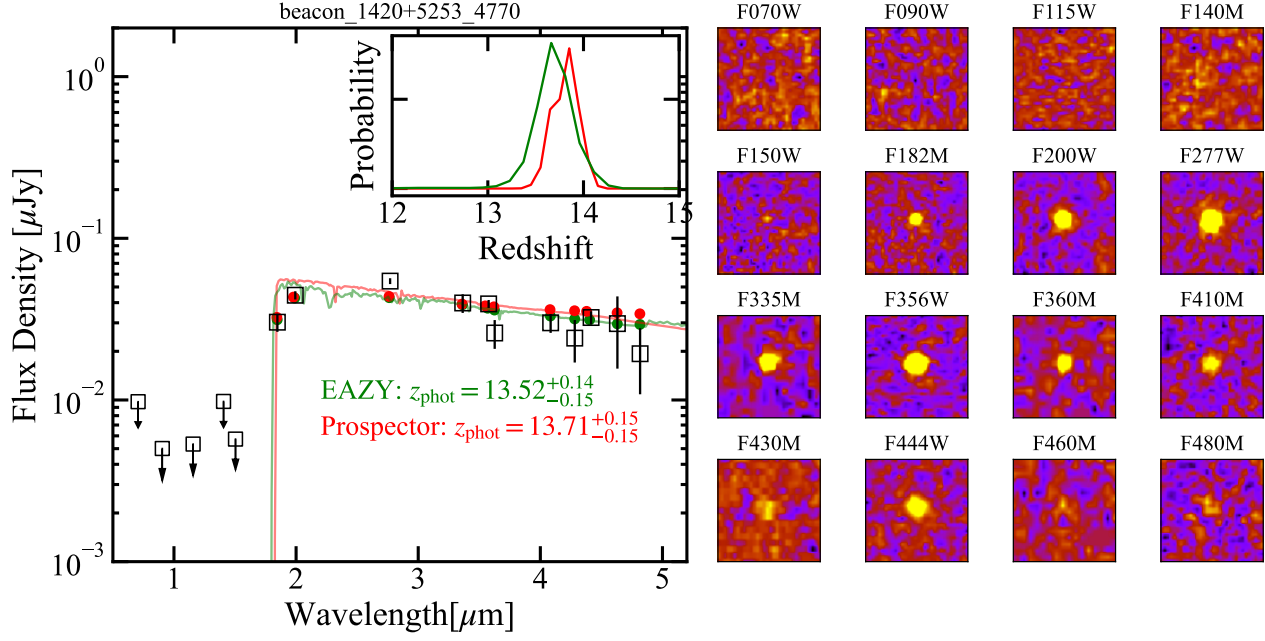 beacon_1420+5253_4770
Flux Density [μJy]
10⁰
10⁻¹
10⁻²
10⁻³
1
2
3
4
5
Wavelength[μm]
Probability
12
13
14
15
Redshift
EAZY: z_phot = 13.52^{+0.14}_{−0.15}
Prospector: z_phot = 13.71^{+0.15}_{−0.15}
F070W
F090W
F115W
F140M
F150W
F182M
F200W
F277W
F335M
F356W
F360M
F410M
F430M
F444W
F460M
F480M